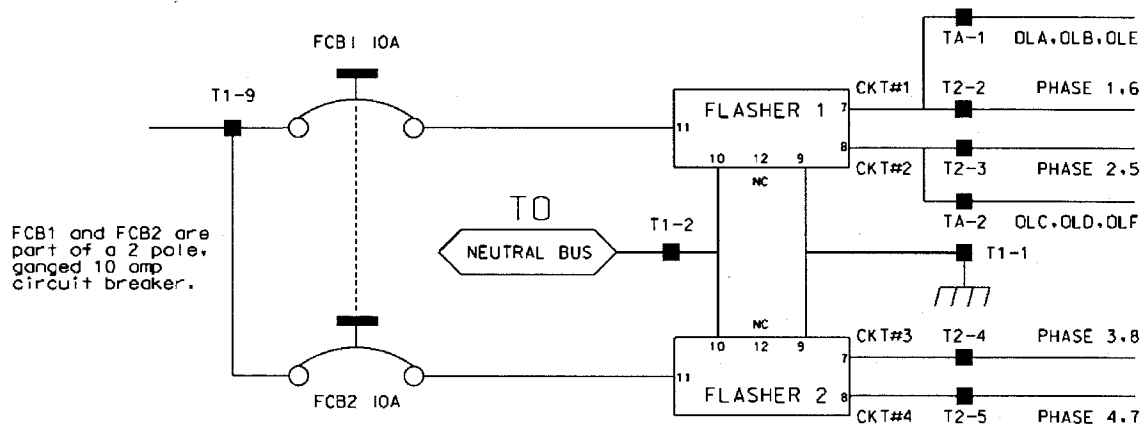 FCB1 10A
T1-9
FCB1 and FCB2 are
part of a 2 pole,
ganged 10 amp
circuit breaker.
FCB2 10A
TO
NEUTRAL BUS
T1-2
FLASHER 1
11
7
8
10 12 9
NC
CKT#1
CKT#2
TA-1 OLA,OLB,OLE
T2-2 PHASE 1,6
T2-3 PHASE 2,5
TA-2 OLC,OLD,OLF
T1-1
NC
10 12 9
11
7
8
FLASHER 2
CKT#3 T2-4 PHASE 3,8
CKT#4 T2-5 PHASE 4,7